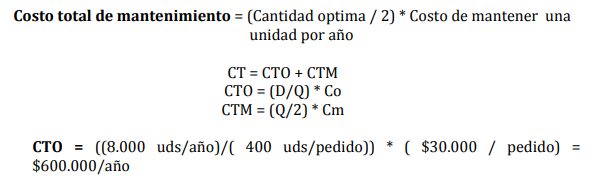 Costo total de mantenimiento = (Cantidad optima / 2) * Costo de mantener una
unidad por año
CT = CTO + CTM
CTO = (D/Q) * Co
CTM = (Q/2) * Cm
CTO = ((8.000 uds/año)/( 400 uds/pedido)) * ( $30.000 / pedido) =
$600.000/año